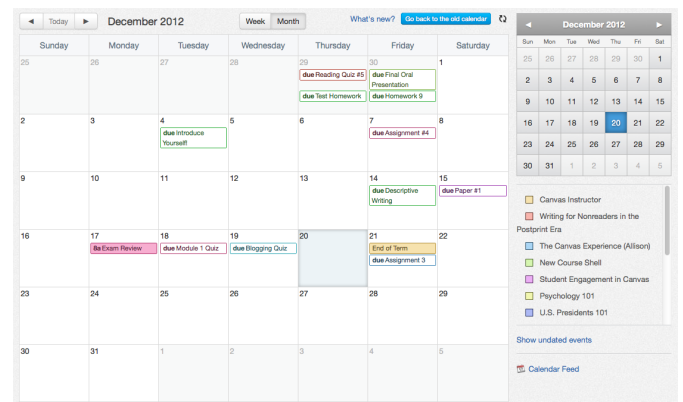 ◄ Today ► December 2012 Week Month What's new? Go back to the old calendar
Sunday Monday Tuesday Wednesday Thursday Friday Saturday
25 26 27 28 29 30 1
due Reading Quiz #5 due Final Oral
Presentation
due Test Homework due Homework 9
2 3 4 5 6 7 8
due Introduce
Yourself!
due Assignment #4
9 10 11 12 13 14 15
due Descriptive
Writing
due Paper #1
16 17 18 19 20 21 22
8a Exam Review due Module 1 Quiz due Blogging Quiz End of Term
due Assignment 3
23 24 25 26 27 28 29
30 31 1 2 3 4 5
◄ December 2012 ►
Sun Mon Tue Wed Thu Fri Sat
25 26 27 28 29 30 1
2 3 4 5 6 7 8
9 10 11 12 13 14 15
16 17 18 19 20 21 22
23 24 25 26 27 28 29
30 31 1 2 3 4 5
Canvas Instructor
Writing for Nonreaders in the
Postprint Era
The Canvas Experience (Allison)
New Course Shell
Student Engagement in Canvas
Psychology 101
U.S. Presidents 101
Show undated events
Calendar Feed